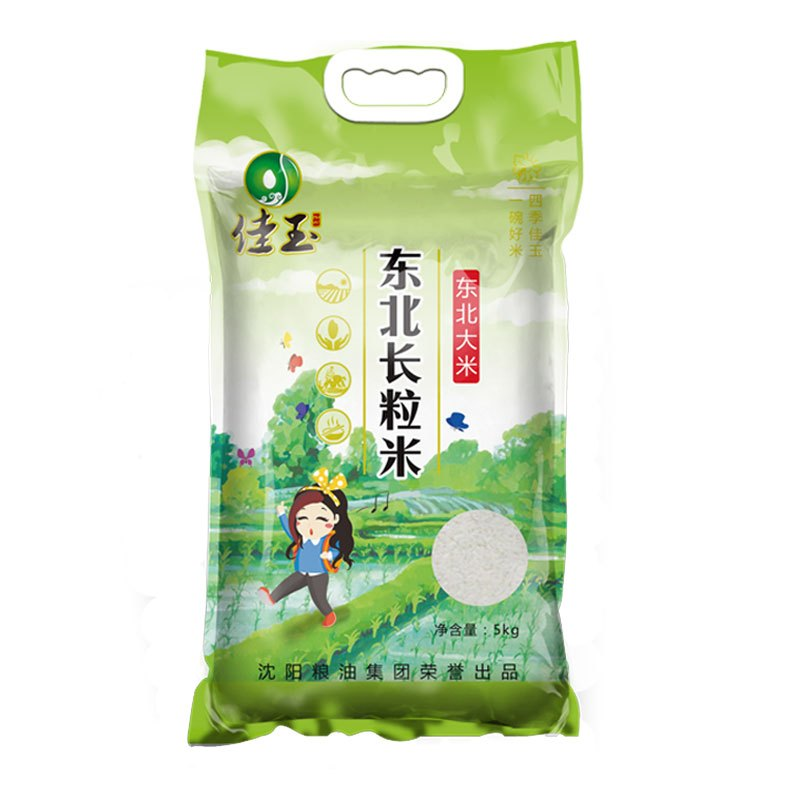 佳玉
四季佳玉
一碗好米
东北大米
东北长粒米
净含量：5kg
沈阳粮油集团荣誉出品